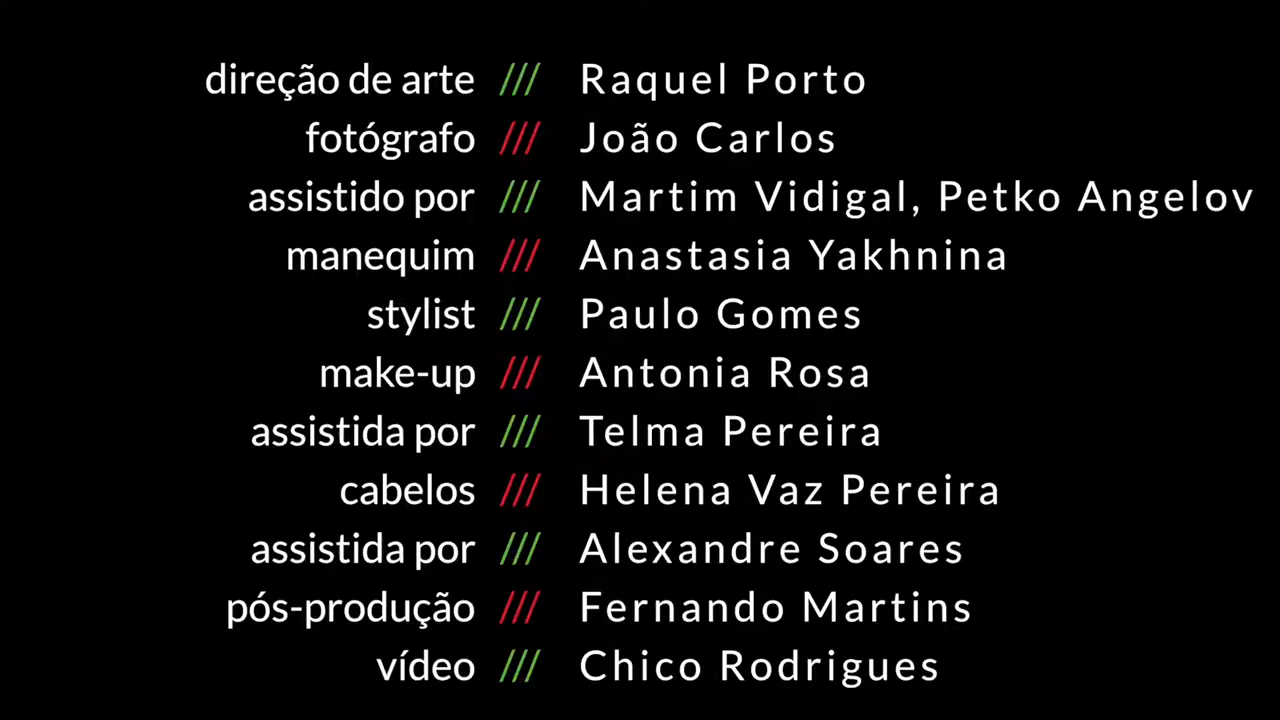 direção de arte /// Raquel Porto
fotógrafo /// João Carlos
assistido por /// Martim Vidigal, Petko Angelov
manequim /// Anastasia Yakhnina
stylist /// Paulo Gomes
make-up /// Antonia Rosa
assistida por /// Telma Pereira
cabelos /// Helena Vaz Pereira
assistida por /// Alexandre Soares
pós-produção /// Fernando Martins
vídeo /// Chico Rodrigues